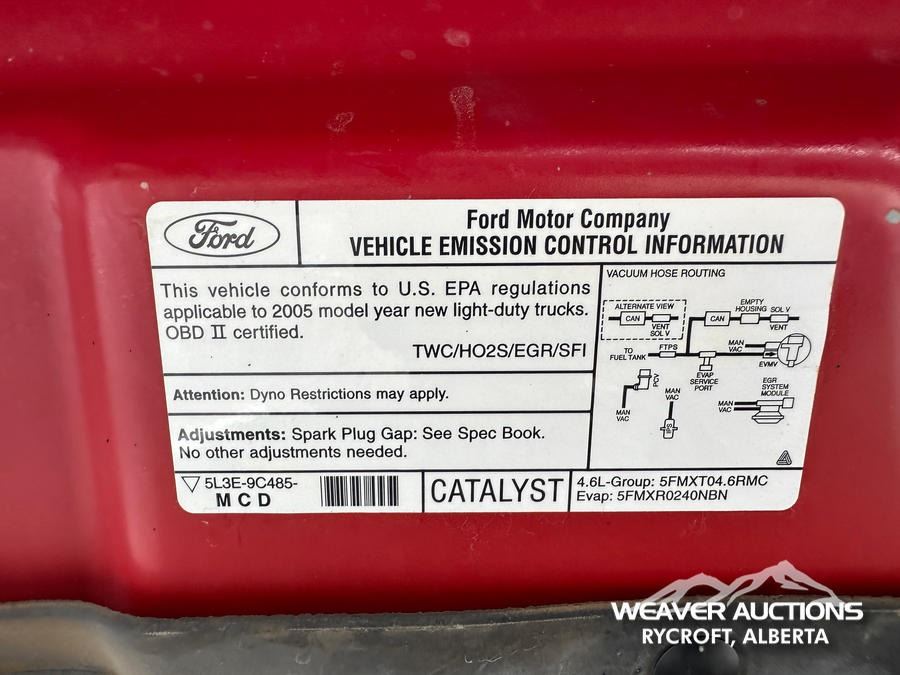 Ford
Ford Motor Company
VEHICLE EMISSION CONTROL INFORMATION
This vehicle conforms to U.S. EPA regulations
applicable to 2005 model year new light-duty trucks.
OBD II certified.
TWC/HO2S/EGR/SFI
Attention: Dyno Restrictions may apply.
Adjustments: Spark Plug Gap: See Spec Book.
No other adjustments needed.
VACUUM HOSE ROUTING
ALTERNATE VIEW
CAN
VENT
SOL V
CAN
EMPTY
HOUSING
SOL V
VENT
TO
FUEL TANK
FTPS
EVAP
SERVICE
PORT
MAN
VAC
EVMV
PCV
MAN
VAC
MAN
VAC
FPS
EGR
SYSTEM
MODULE
MAN
VAC
5L3E-9C485-
MCD
CATALYST
4.6L-Group: 5FMXT04.6RMC
Evap: 5FMXR0240NBN
WEAVER AUCTIONS
RYCROFT, ALBERTA